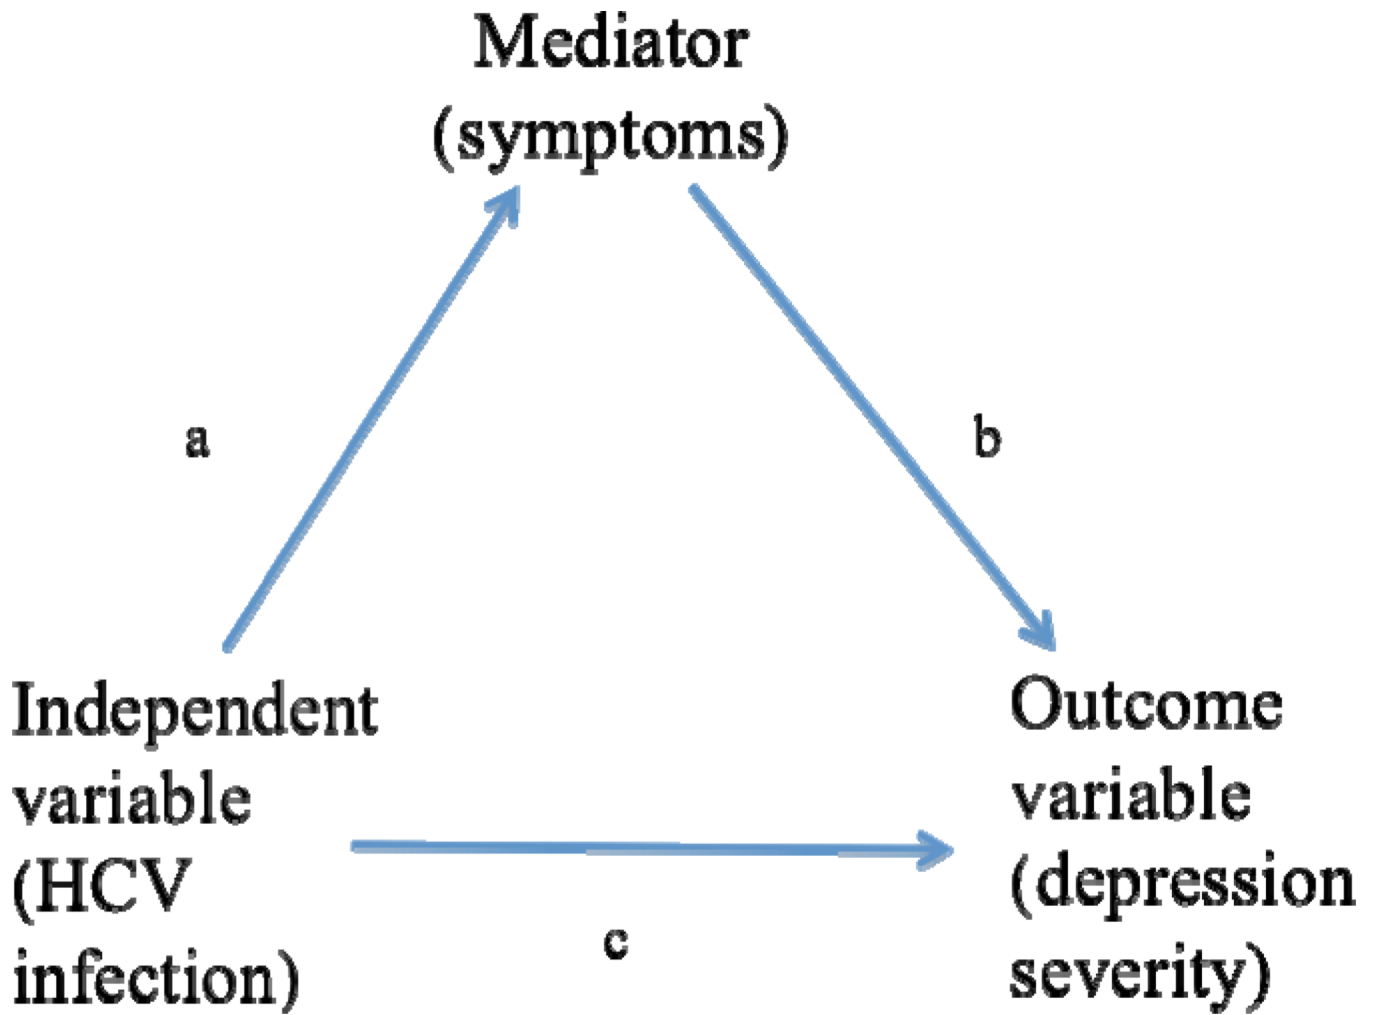 Mediator
(symptoms)
a
b
Independent
variable
(HCV
infection)
c
Outcome
variable
(depression
severity)